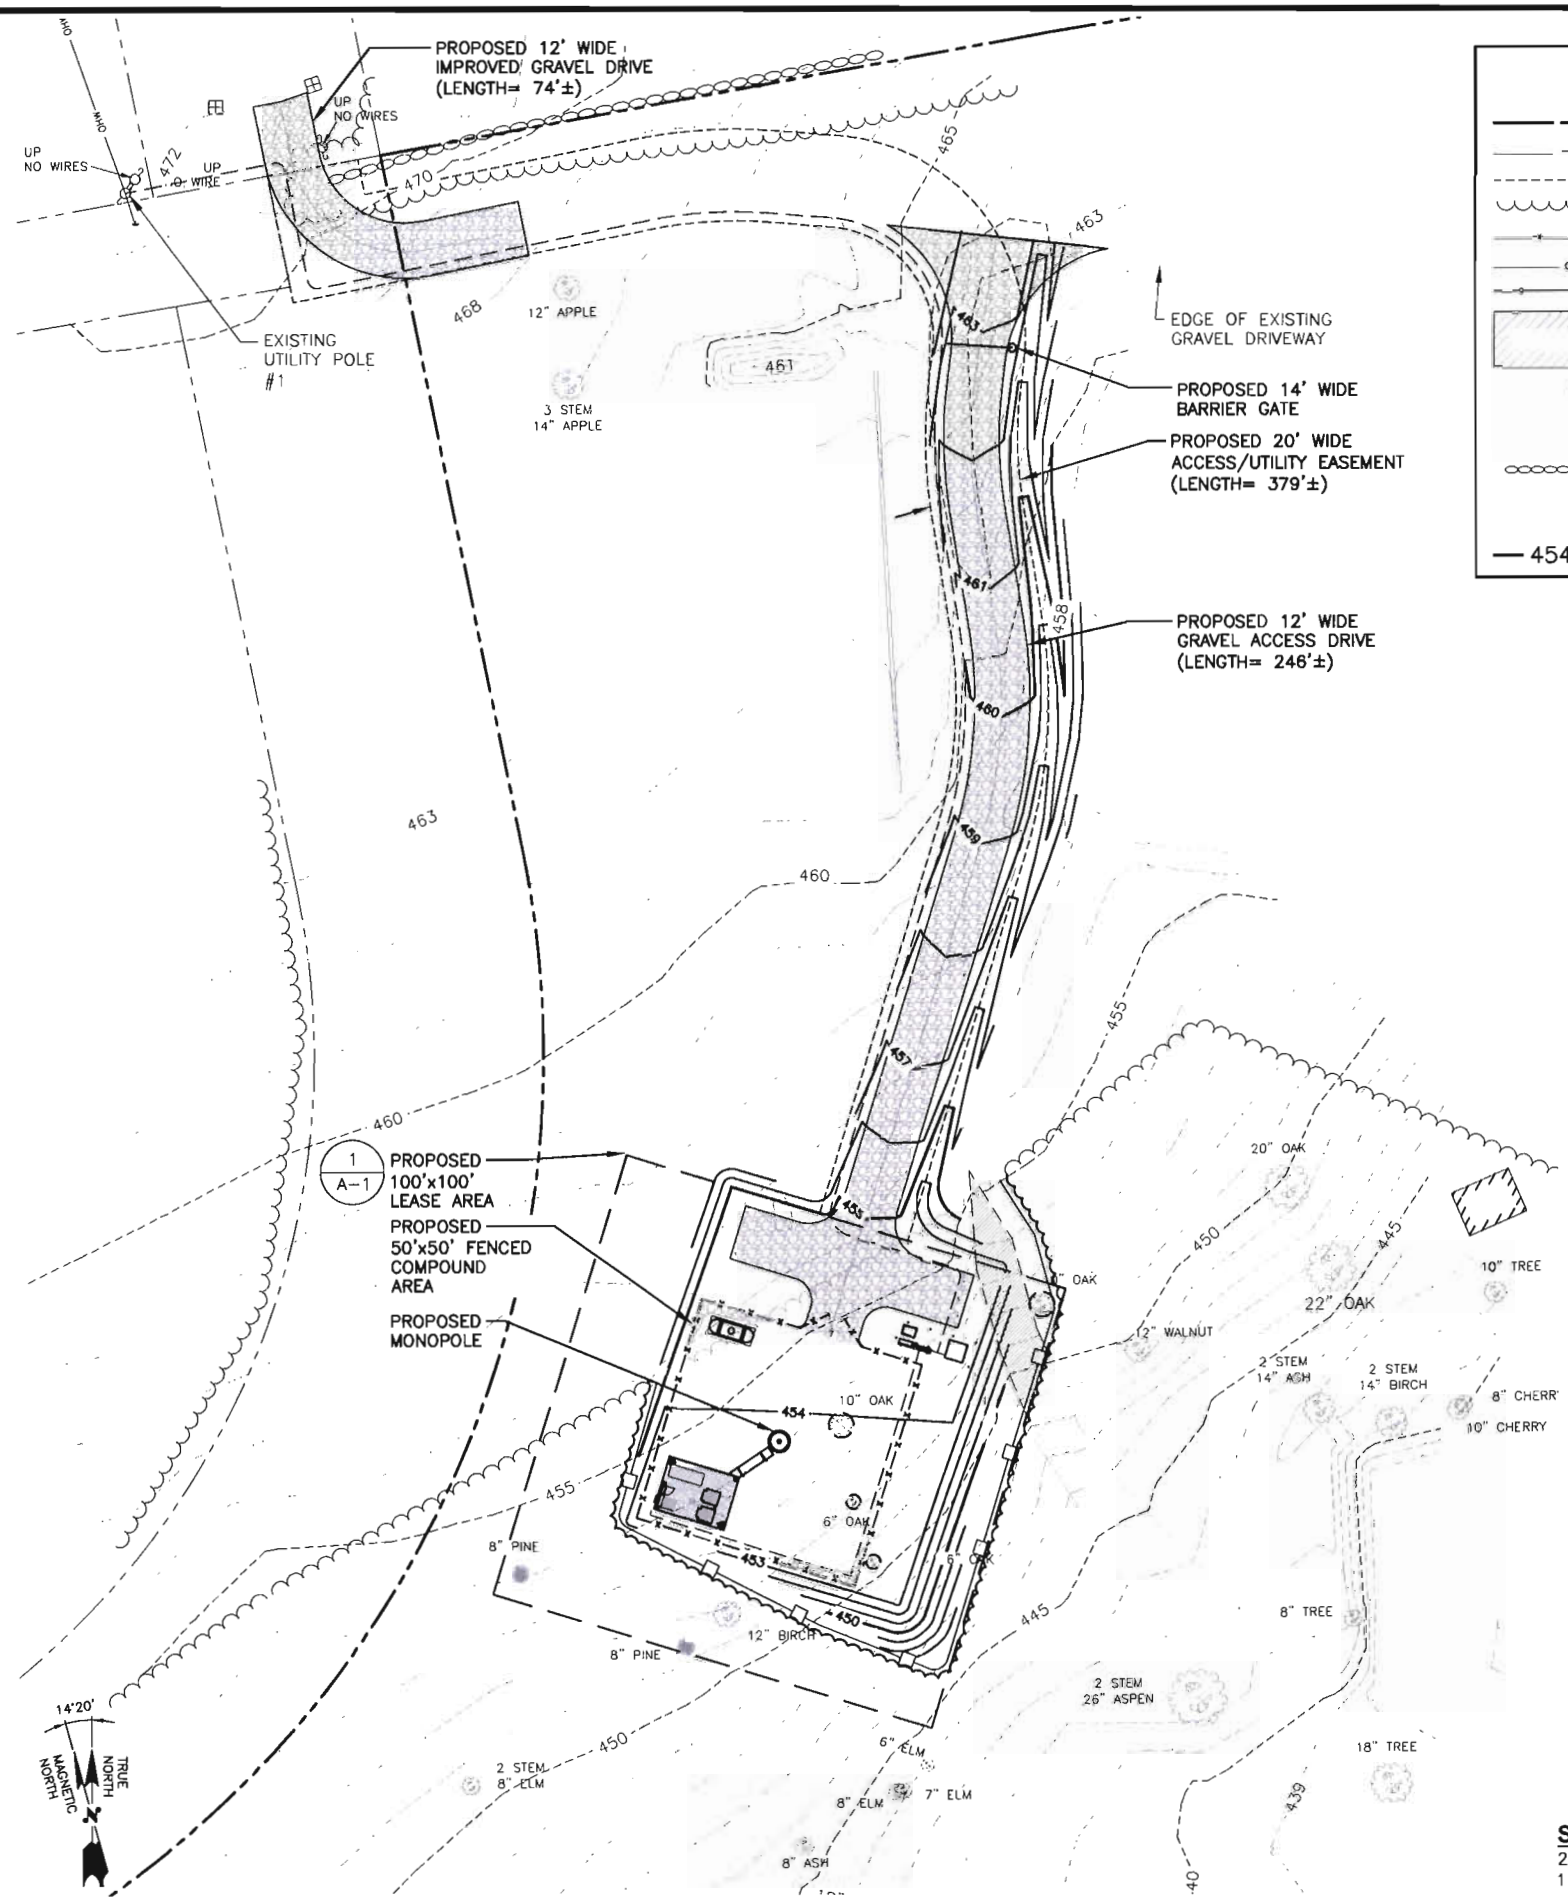 PROPOSED 12' WIDE
IMPROVED GRAVEL DRIVE
(LENGTH= 74'±)
OHW
OHW
UP
NO WIRES
UP
NO WIRES
472
UP
470
465
463
468
12" APPLE
EXISTING
UTILITY POLE
#1
3 STEM
14" APPLE
461
463
EDGE OF EXISTING
GRAVEL DRIVEWAY
PROPOSED 14' WIDE
BARRIER GATE
PROPOSED 20' WIDE
ACCESS/UTILITY EASEMENT
(LENGTH= 379'±)
454
461
458
PROPOSED 12' WIDE
GRAVEL ACCESS DRIVE
(LENGTH= 246'±)
460
463
459
460
455
457
460
1
A-1
PROPOSED
100'x100'
LEASE AREA
PROPOSED
50'x50' FENCED
COMPOUND
AREA
PROPOSED
MONOPOLE
455
20" OAK
450
445
10" TREE
OAK
22" OAK
12" WALNUT
2 STEM
14" ASH
2 STEM
14" BIRCH
8" CHERR
10" CHERRY
10" OAK
454
455
6" OAK
8" PINE
453
6" OAK
450
445
8" TREE
12" BIRCH
8" PINE
2 STEM
26" ASPEN
14°20'
TRUE
NORTH
MAGNETIC
NORTH
450
6" ELM
18" TREE
2 STEM
8" ELM
8" ELM
7" ELM
439
8" ASH
S
2
1